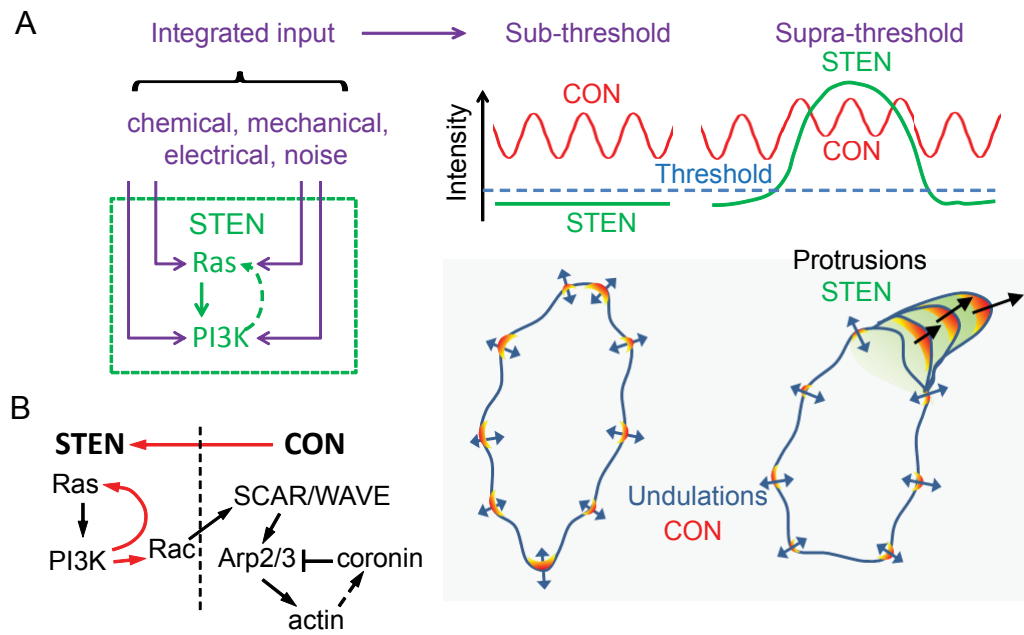 A
Integrated input
chemical, mechanical,
electrical, noise
STEN
Ras
PI3K
Sub-threshold
Supra-threshold
STEN
CON
CON
Intensity
Threshold
STEN
Protrusions
STEN
Undulations
CON
B
STEN
CON
Ras
PI3K
Rac
SCAR/WAVE
Arp2/3
coronin
actin